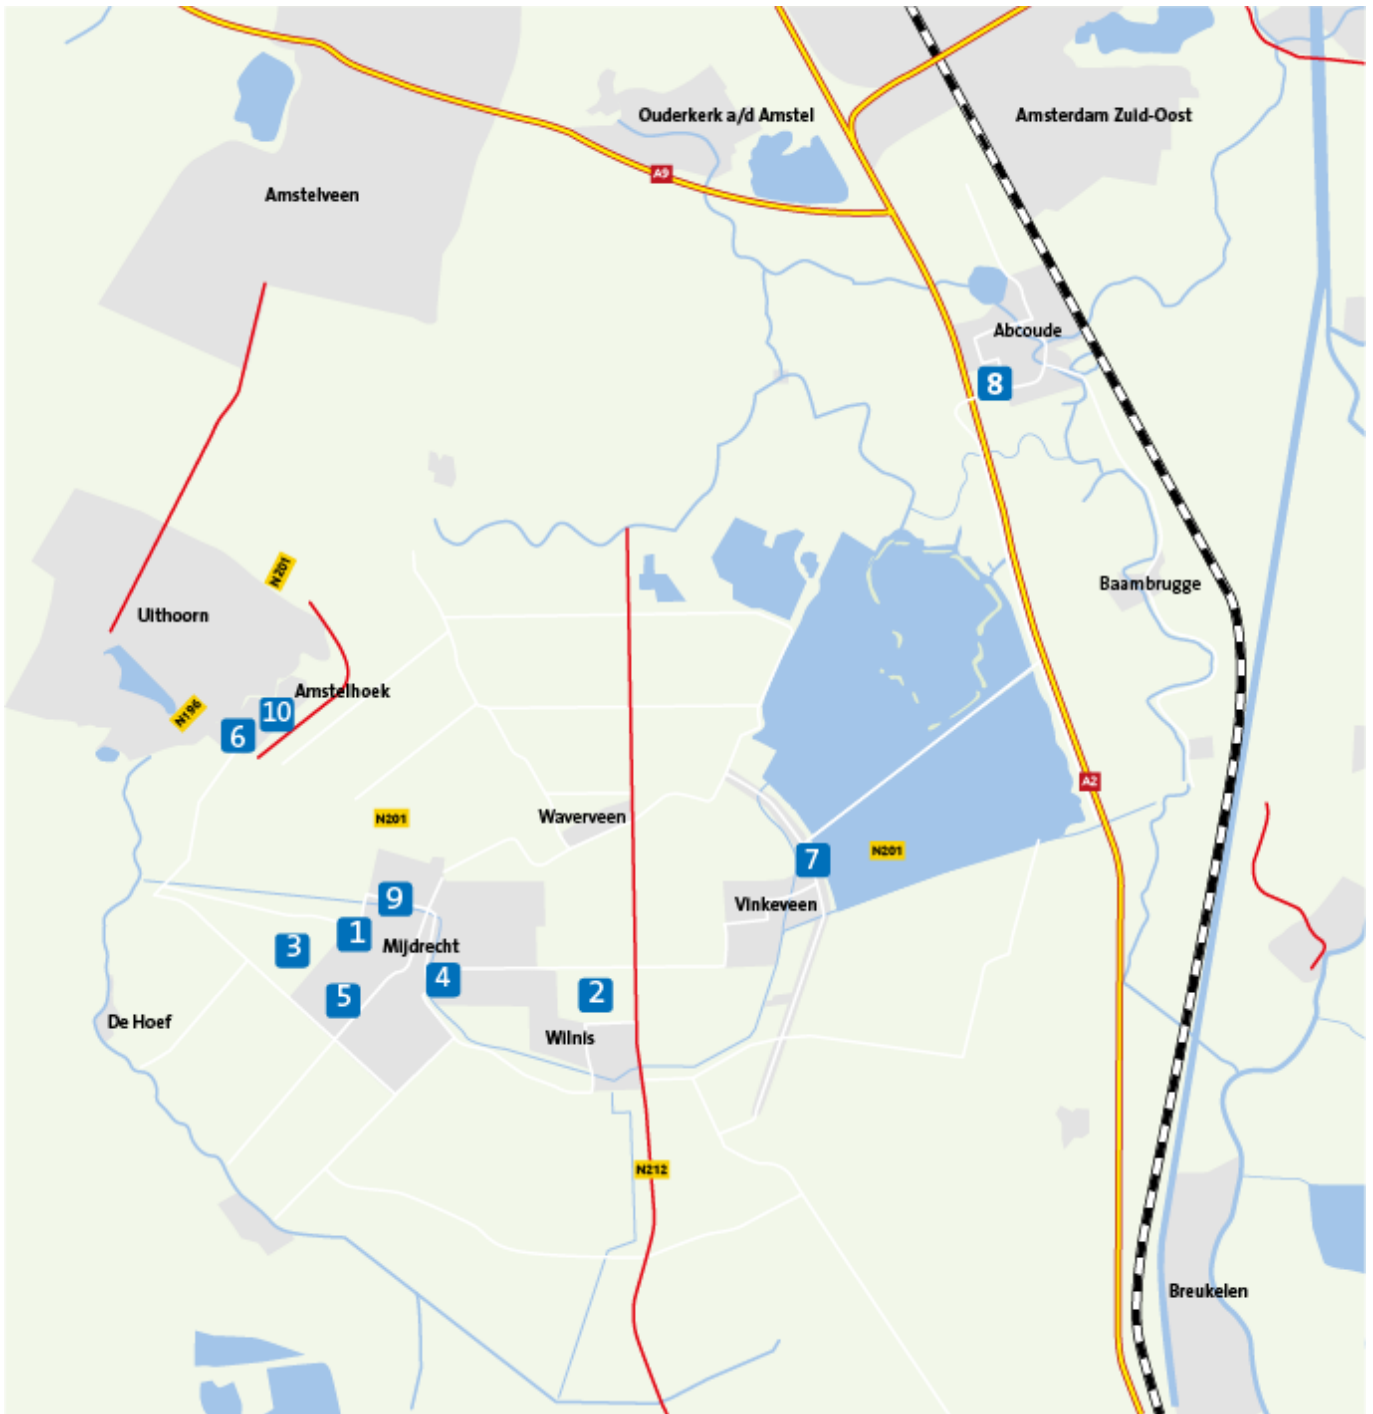 Ouderkerk a/d Amstel
Amsterdam Zuid-Oost
A9
Amstelveen
Abcoude
8
N201
Baambrugge
Uithoorn
Amstelhoek
N196
10
6
A2
N201
Waverveen
7
N201
9
Vinkeveen
1
Mijdrecht
3
4
5
2
De Hoef
Wilnis
N212
Breukelen